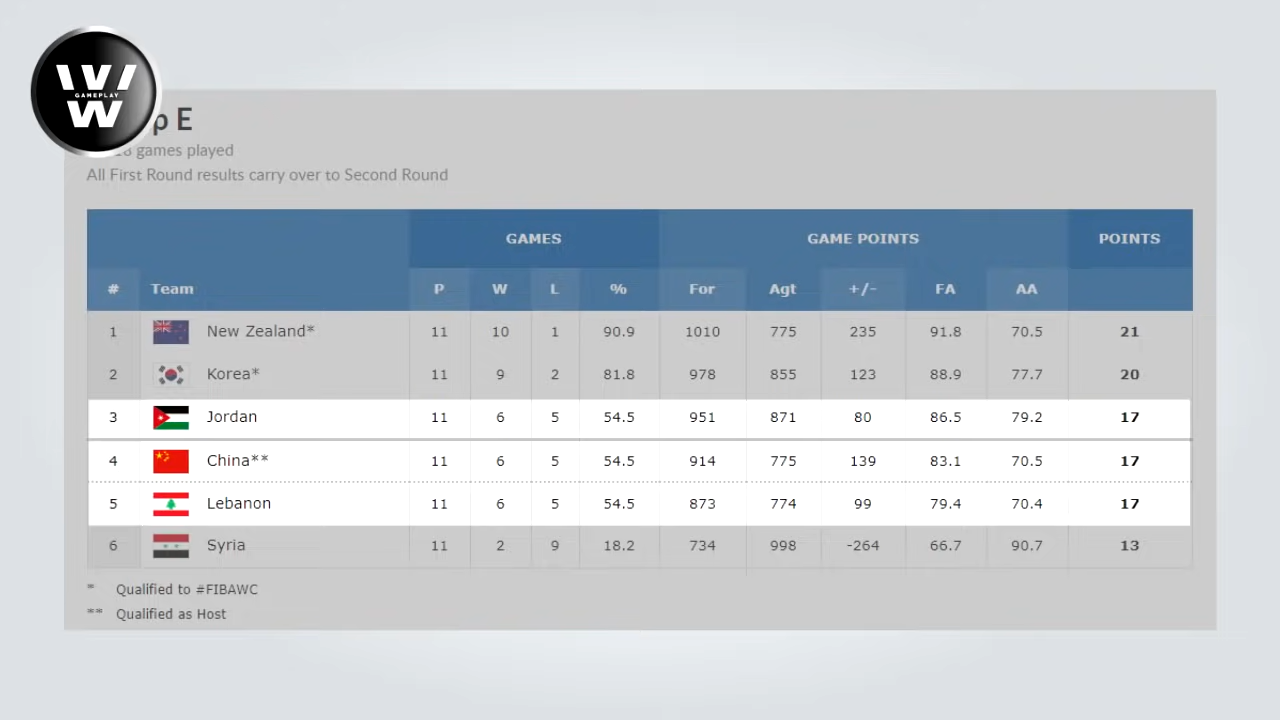 W
GAMEPLAY
W
p E
games played
All First Round results carry over to Second Round
GAMES GAME POINTS POINTS
# Team P W L % For Agt +/- FA AA
1 New Zealand* 11 10 1 90.9 1010 775 235 91.8 70.5 21
2 Korea* 11 9 2 81.8 978 855 123 88.9 77.7 20
3 Jordan 11 6 5 54.5 951 871 80 86.5 79.2 17
4 China** 11 6 5 54.5 914 775 139 83.1 70.5 17
5 Lebanon 11 6 5 54.5 873 774 99 79.4 70.4 17
6 Syria 11 2 9 18.2 734 998 -264 66.7 90.7 13
* Qualified to #FIBAWC
** Qualified as Host